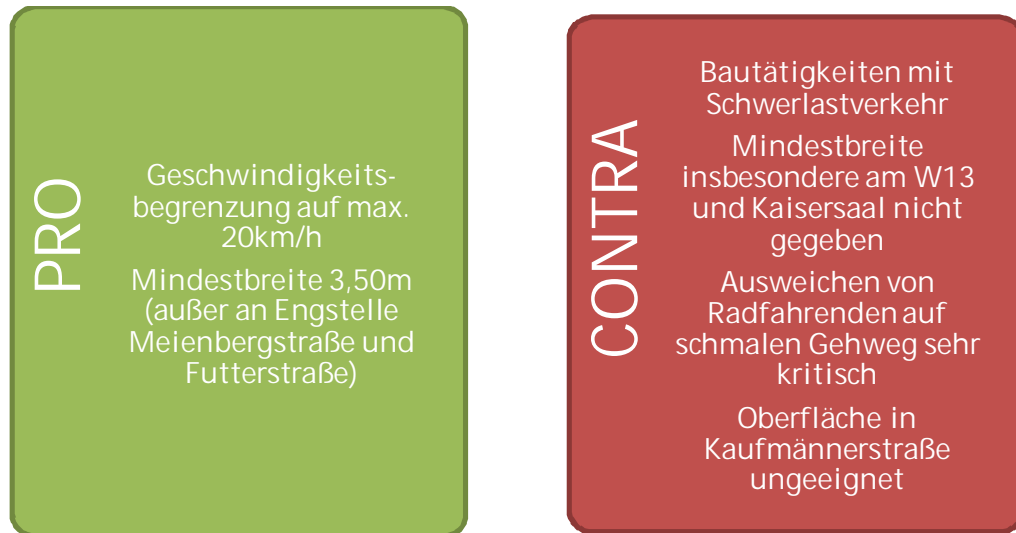 PRO
Geschwindigkeits-
begrenzung auf max.
20km/h
Mindestbreite 3,50m
(außer an Engstelle
Meienbergstraße und
Futterstraße)
CONTRA
Bautätigkeiten mit
Schwerlastverkehr
Mindestbreite
insbesondere am W13
und Kaisersaal nicht
gegeben
Ausweichen von
Radfahrenden auf
schmalen Gehweg sehr
kritisch
Oberfläche in
Kaufmännerstraße
ungeeignet